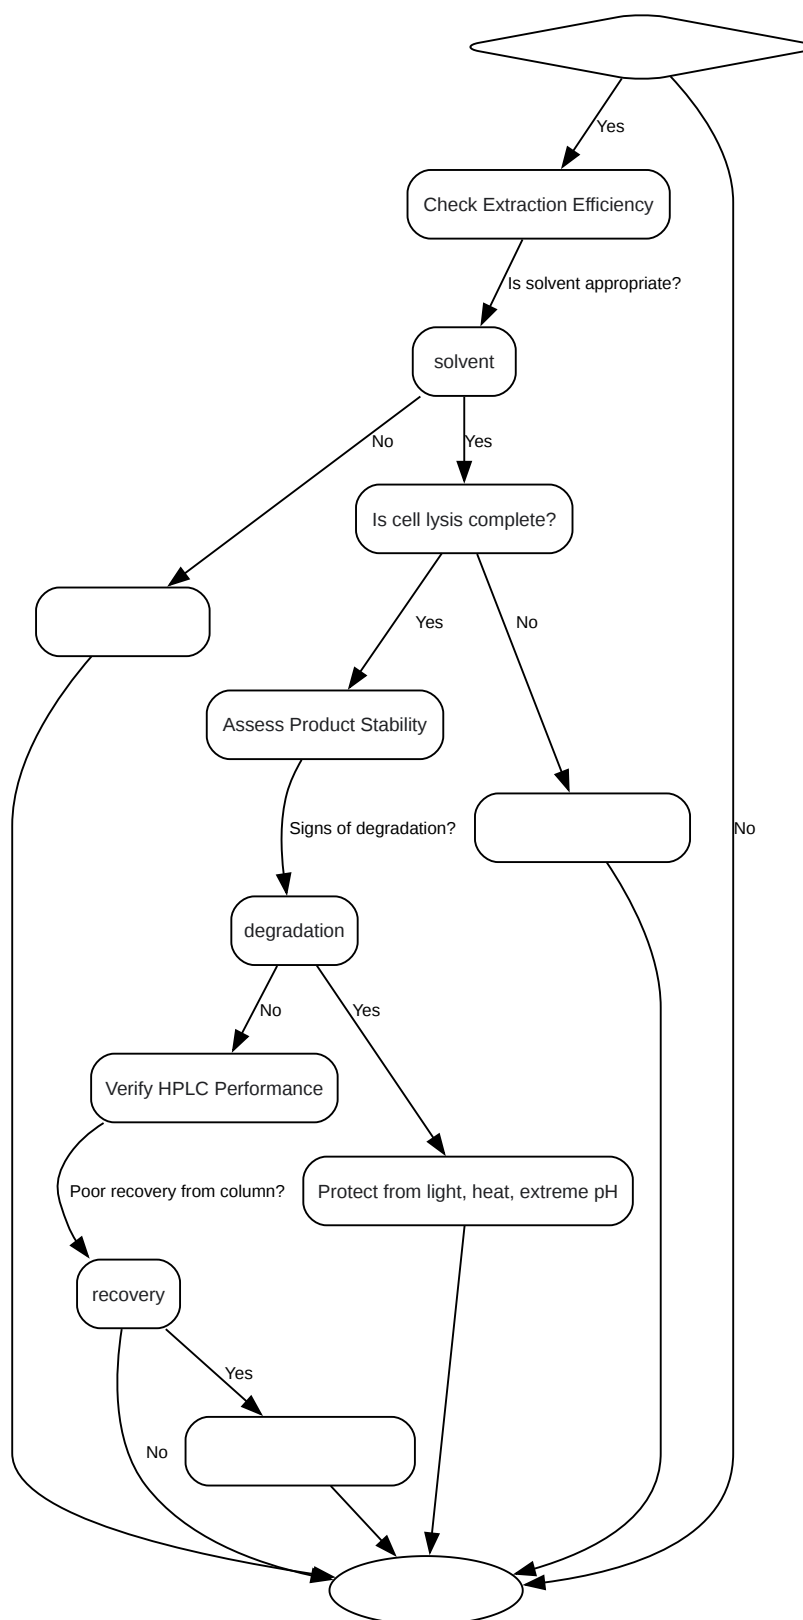 Yes
Check Extraction Efficiency
Is solvent appropriate?
solvent
No
Yes
Is cell lysis complete?
Yes
No
Assess Product Stability
Signs of degradation?
No
degradation
No
Yes
Verify HPLC Performance
Poor recovery from column?
Protect from light, heat, extreme pH
recovery
Yes
No